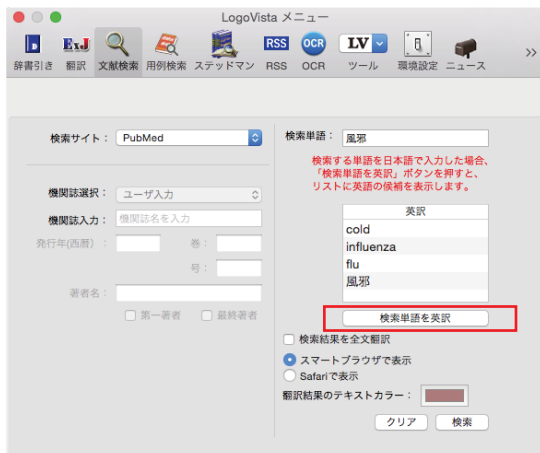 LogoVista メニュー
ExJ RSS OCR LV
辞書引き 翻訳 文献検索 用例検索 ステッドマン RSS OCR ツール 環境設定 ニュース
検索サイト： PubMed
検索単語： 風邪
検索する単語を日本語で入力した場合、
「検索単語を英訳」ボタンを押すと、
リストに英語の候補を表示します。
機関誌選択： ユーザ入力
機関誌入力： 機関誌名を入力
発行年(西暦)： 巻：
号：
著者名：
第一著者 最終著者
英訳
cold
influenza
flu
風邪
検索単語を英訳
検索結果を全文翻訳
スマートブラウザで表示
Safariで表示
翻訳結果のテキストカラー：
クリア 検索